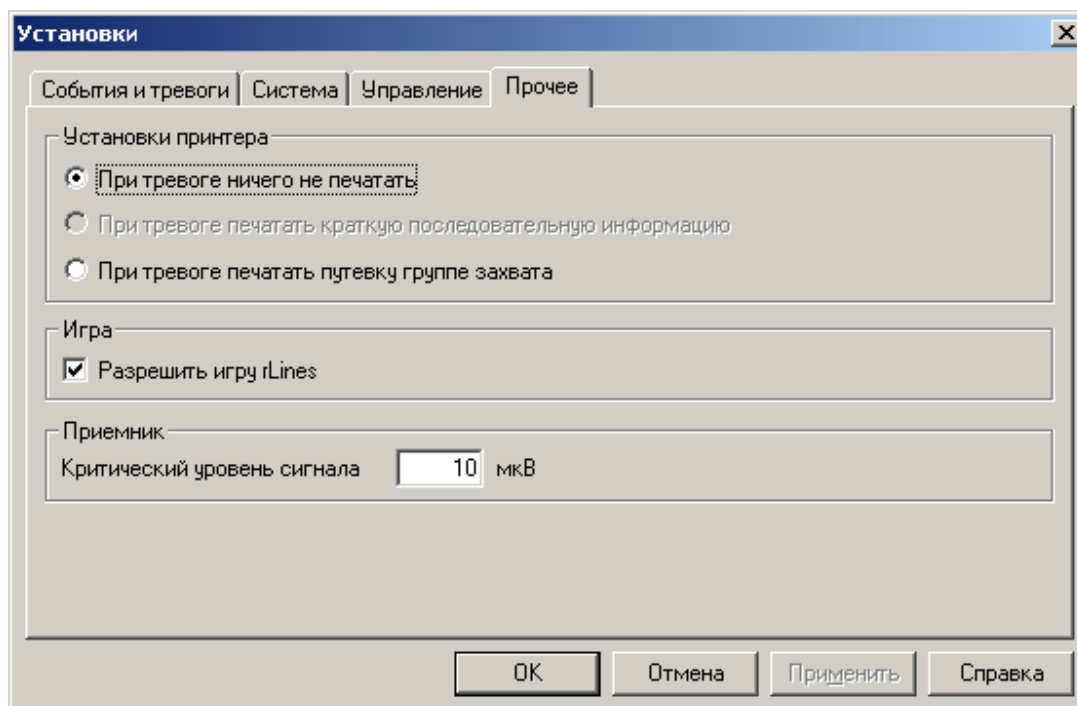 Установки
События и тревоги Система Управление Прочее
Установки принтера
При тревоге ничего не печатать
При тревоге печатать краткую последовательную информацию
При тревоге печатать путевку группе захвата
Игра
Разрешить игру rLines
Приемник
Критический уровень сигнала 10 мкВ
OK Отмена Применить Справка